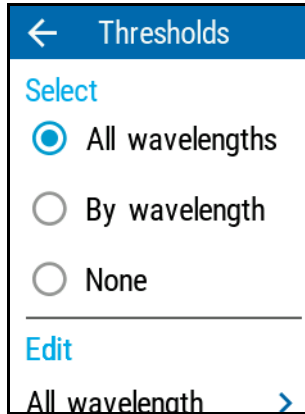 Thresholds
Select
All wavelengths
By wavelength
None
Edit
All wavelength